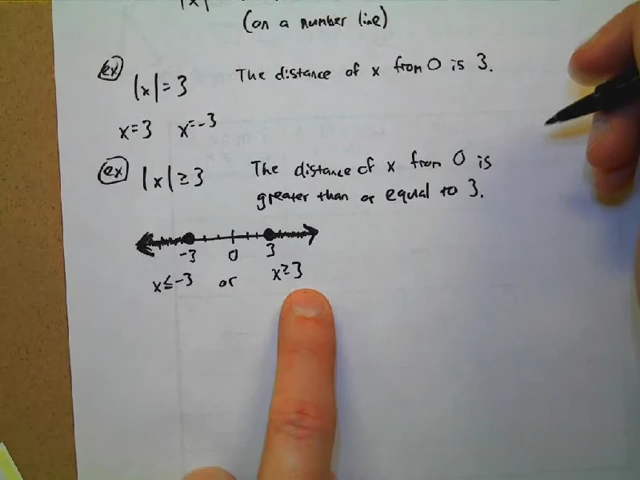 |x|
(on a number line)
ex |x|=3 The distance of x from 0 is 3.
x=3 x=-3
ex |x|≥3 The distance of x from 0 is
greater than or equal to 3.
-3 0 3
x≤-3 or x≥3